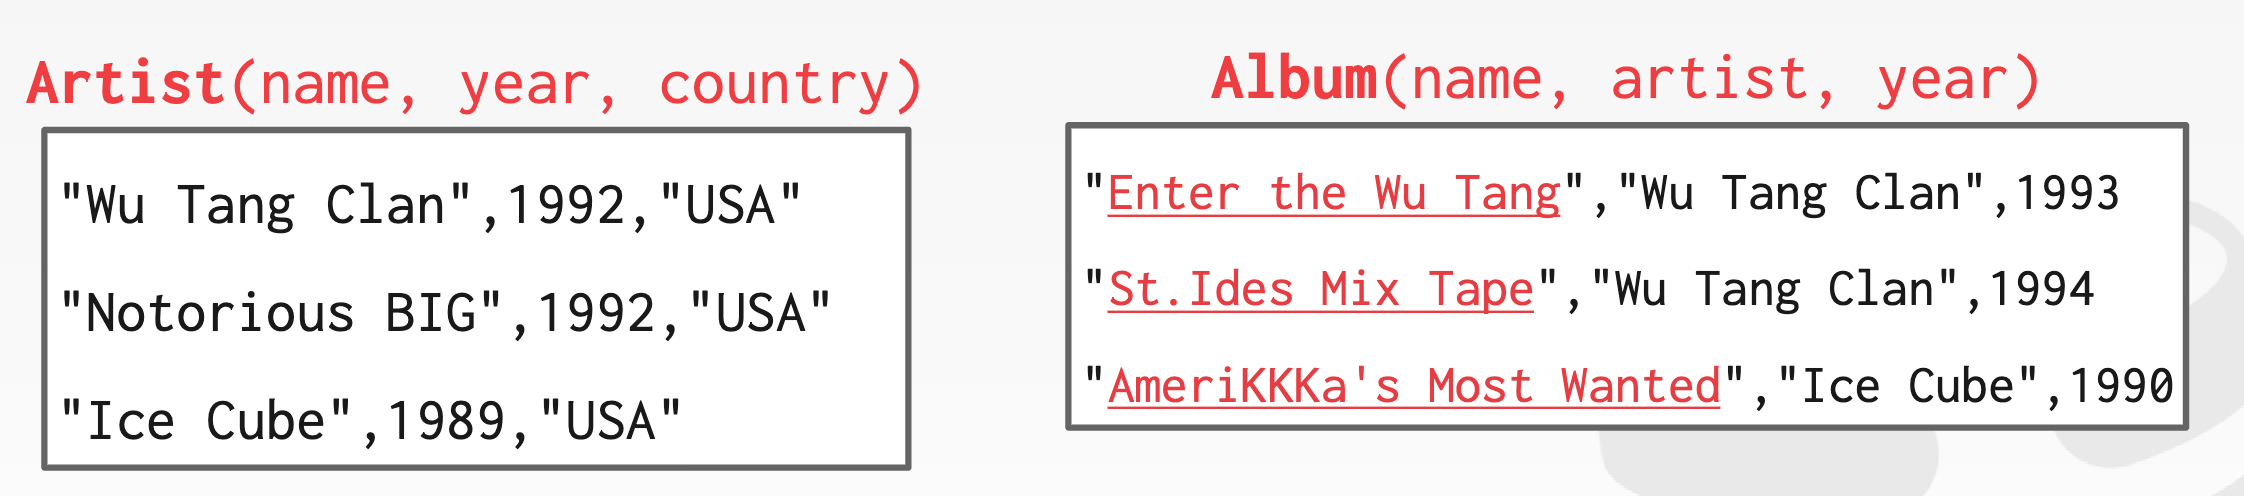 Artist(name, year, country)
"Wu Tang Clan",1992,"USA"
"Notorious BIG",1992,"USA"
"Ice Cube",1989,"USA"
Album(name, artist, year)
"Enter the Wu Tang","Wu Tang Clan",1993
"St.Ides Mix Tape","Wu Tang Clan",1994
"AmeriKKKa's Most Wanted","Ice Cube",1990